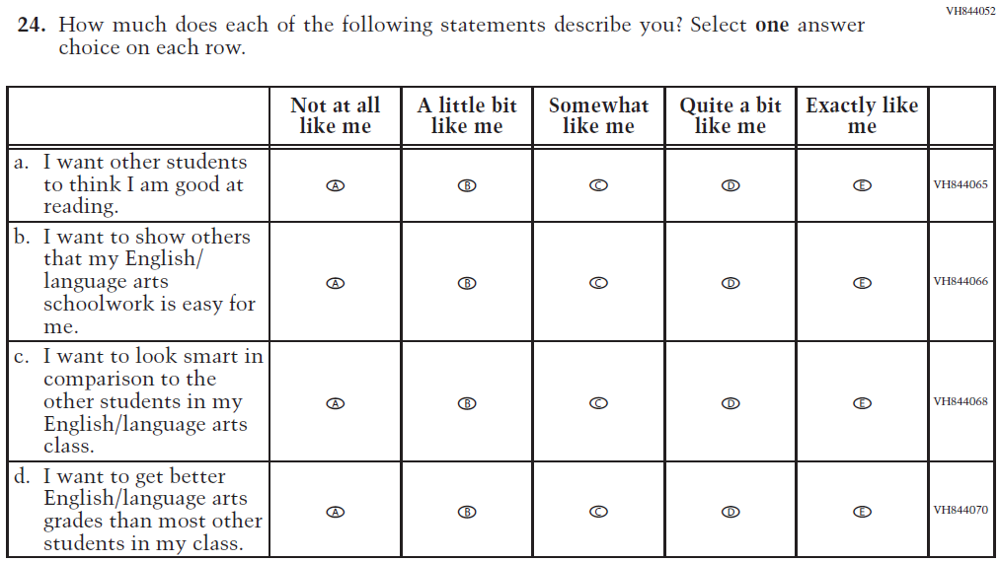 VH844052
24. How much does each of the following statements describe you? Select one answer
choice on each row.
Not at all
like me
A little bit
like me
Somewhat
like me
Quite a bit
like me
Exactly like
me
a. I want other students
to think I am good at
reading.
A B C D E VH844065
b. I want to show others
that my English/
language arts
schoolwork is easy for
me.
A B C D E VH844066
c. I want to look smart in
comparison to the
other students in my
English/language arts
class.
A B C D E VH844068
d. I want to get better
English/language arts
grades than most other
students in my class.
A B C D E VH844070